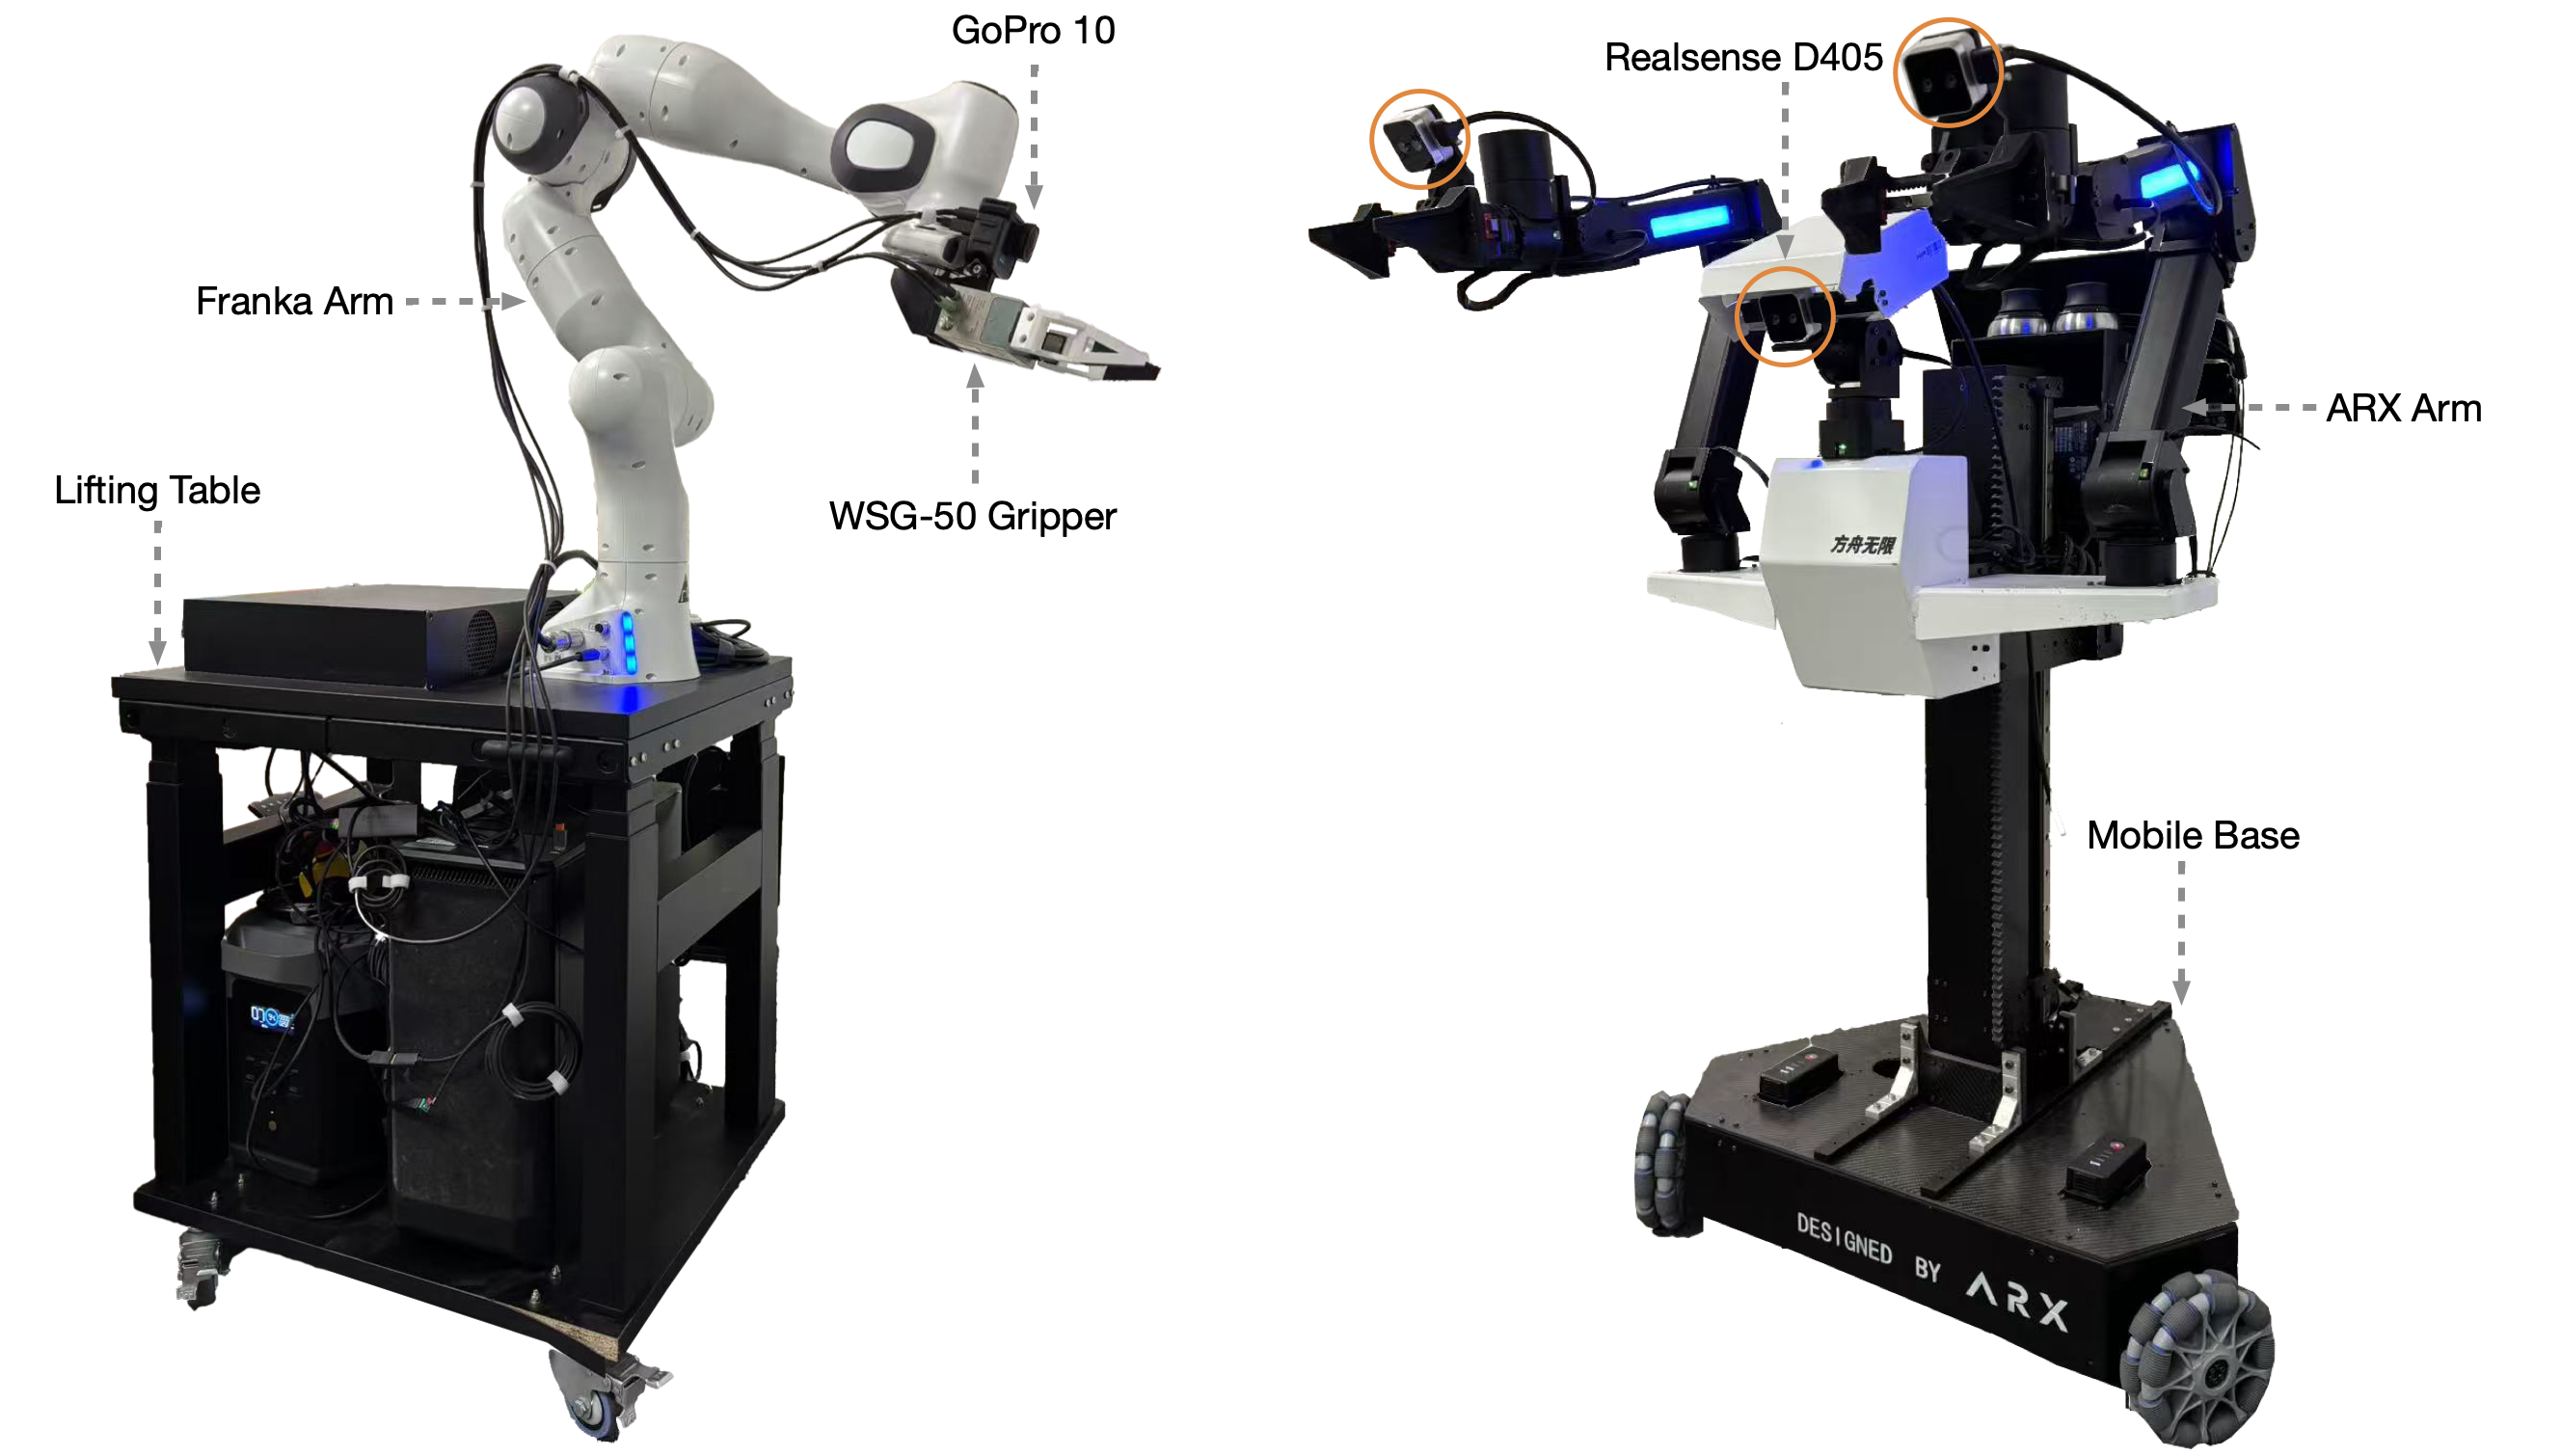 GoPro 10
Realsense D405
Franka Arm
ARX Arm
Lifting Table
WSG-50 Gripper
方舟无限
Mobile Base
DESIGNED BY ARX